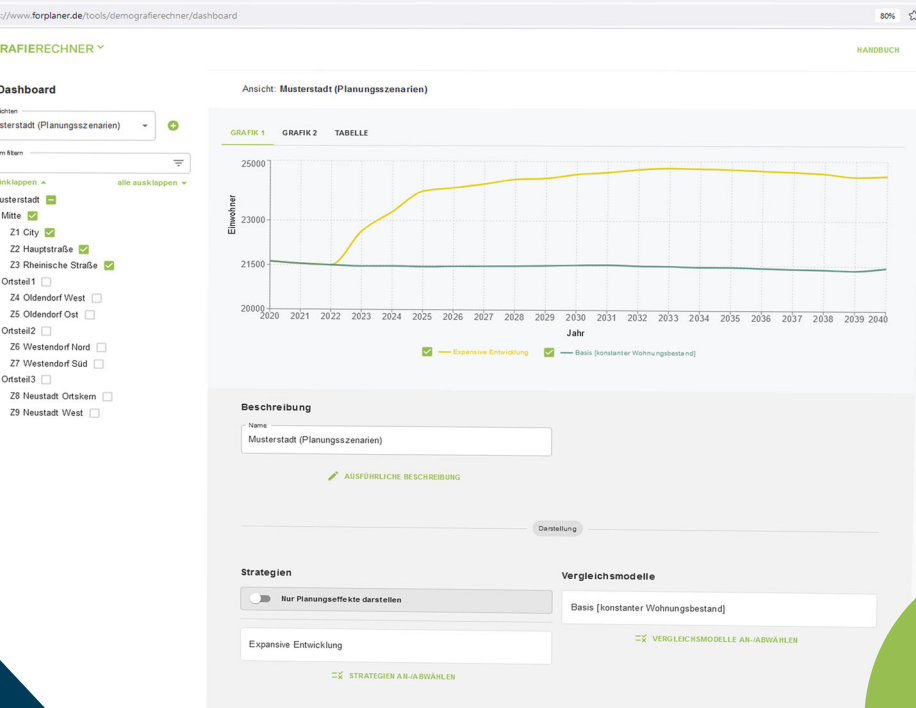 ://www.forplaner.de/tools/demografierechner/dashboard
80%
RAFIERECHNER
HANDBUCH
Dashboard
Ansicht: Musterstadt (Planungsszenarien)
ichten
sterstadt (Planungsszenarien)
GRAFIK 1
GRAFIK 2
TABELLE
m filtern
inklappen
alle ausklappen
usterstadt
Mitte
Z1 City
Z2 Hauptstraße
Z3 Rheinische Straße
Ortsteil1
Z4 Oldendorf West
Z5 Oldendorf Ost
Ortsteil2
Z6 Westendorf Nord
Z7 Westendorf Süd
Ortsteil3
Z8 Neustadt Ortskern
Z9 Neustadt West
25000
23000
21500
20000
Einwohner
2020 2021 2022 2023 2024 2025 2026 2027 2028 2029 2030 2031 2032 2033 2034 2035 2036 2037 2038 2039 2040
Jahr
Expansive Entwicklung
Basis [konstanter Wohnungsbestand]
Beschreibung
Name
Musterstadt (Planungsszenarien)
AUSFÜHRLICHE BESCHREIBUNG
Darstellung
Strategien
Nur Planungseffekte darstellen
Expansive Entwicklung
STRATEGIEN AN-/ABWÄHLEN
Vergleichsmodelle
Basis [konstanter Wohnungsbestand]
VERGLEICHSMODELLE AN-/ABWÄHLEN